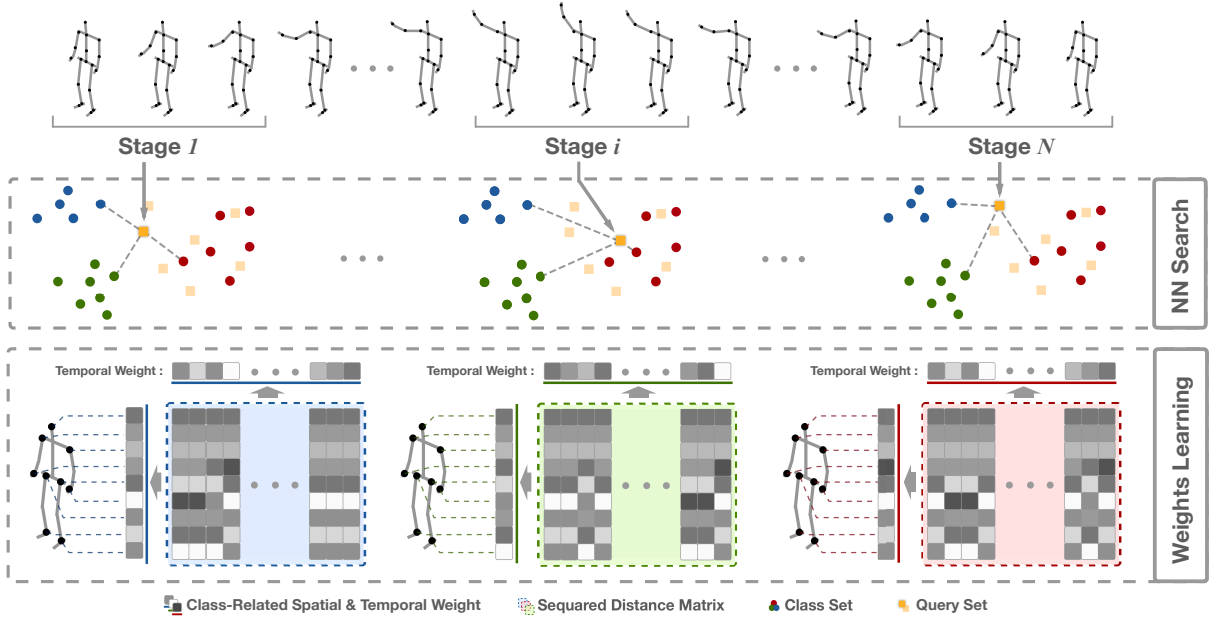 Stage 1
Stage i
Stage N
NN Search
Temporal Weight :
Temporal Weight :
Temporal Weight :
Weights Learning
Class-Related Spatial & Temporal Weight
Sequared Distance Matrix
Class Set
Query Set